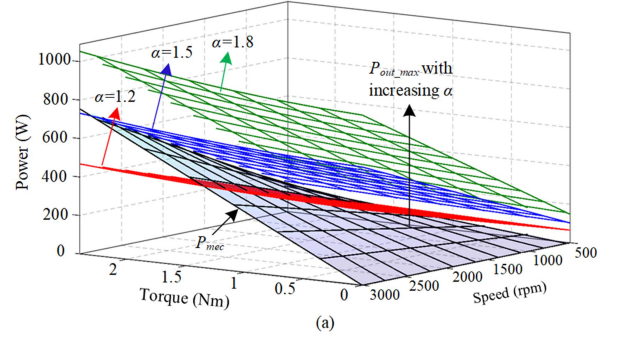 1000
800
600
400
200
0
Power (W)
α=1.2
α=1.5
α=1.8
P_out_max with
increasing α
P_mec
2
1.5
1
0.5
0
Torque (Nm)
3000
2500
2000
1500
1000
500
Speed (rpm)
(a)